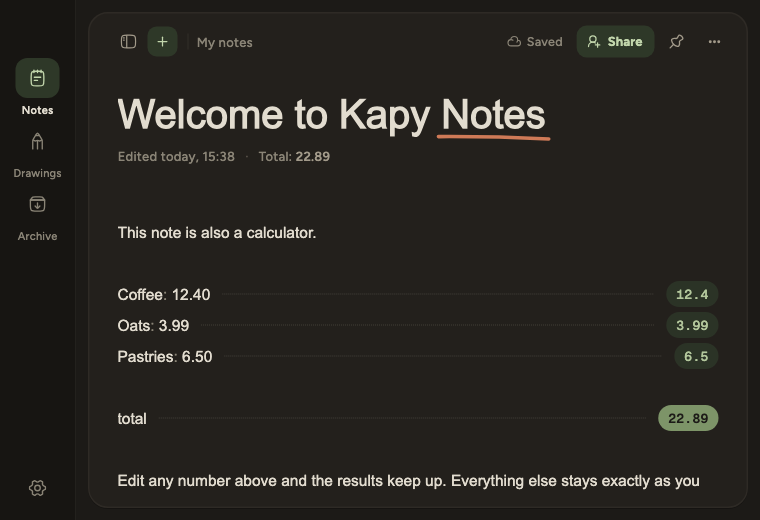 My notes
Saved
Share
Notes
Drawings
Archive
Welcome to Kapy Notes
Edited today, 15:38 · Total: 22.89
This note is also a calculator.
Coffee: 12.40 12.4
Oats: 3.99 3.99
Pastries: 6.50 6.5
total 22.89
Edit any number above and the results keep up. Everything else stays exactly as you